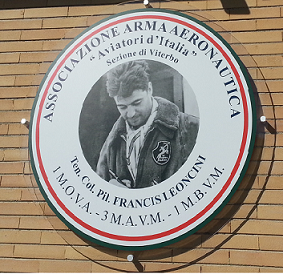 ASSOCIAZIONE ARMA AERONAUTICA
"Aviatori d'Italia"
Sezione di Viterbo
Ten. Col. Pil. FRANCIS LEONCINI
1 M.O.V.A. - 3 M.A.V.M. - 1 M.B.V.M.